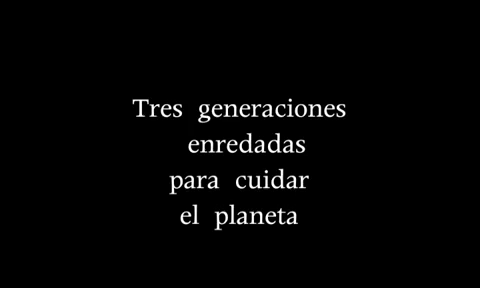 Tres generaciones
enredadas
para cuidar
el planeta